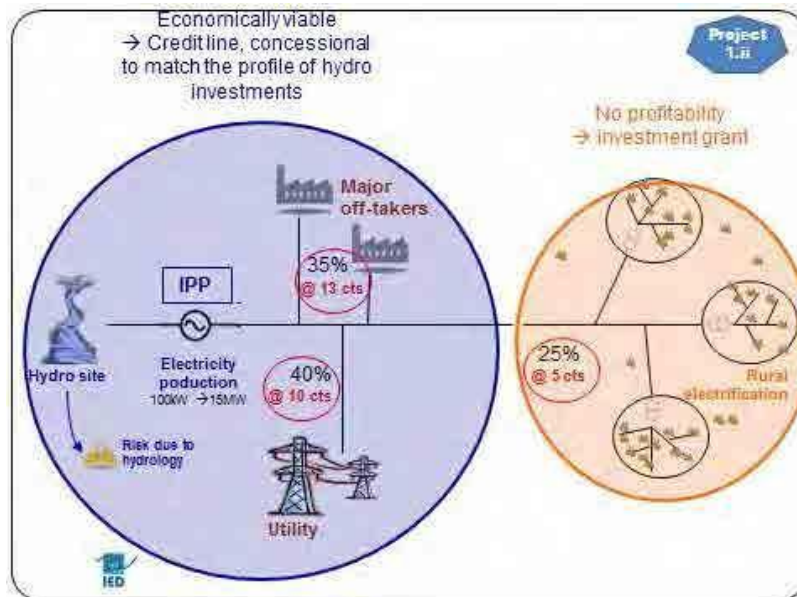 Economically viable
→ Credit line, concessional
to match the profile of hydro
investments
Project
1.ii
No profitability
→ investment grant
Major
off-takers
35%
@ 13 cts
IPP
Hydro site
Electricity
poduction
100kW →15MW
40%
@ 10 cts
25%
@ 5 cts
Rural
electrification
Risk due to
hydrology
Utility
IED